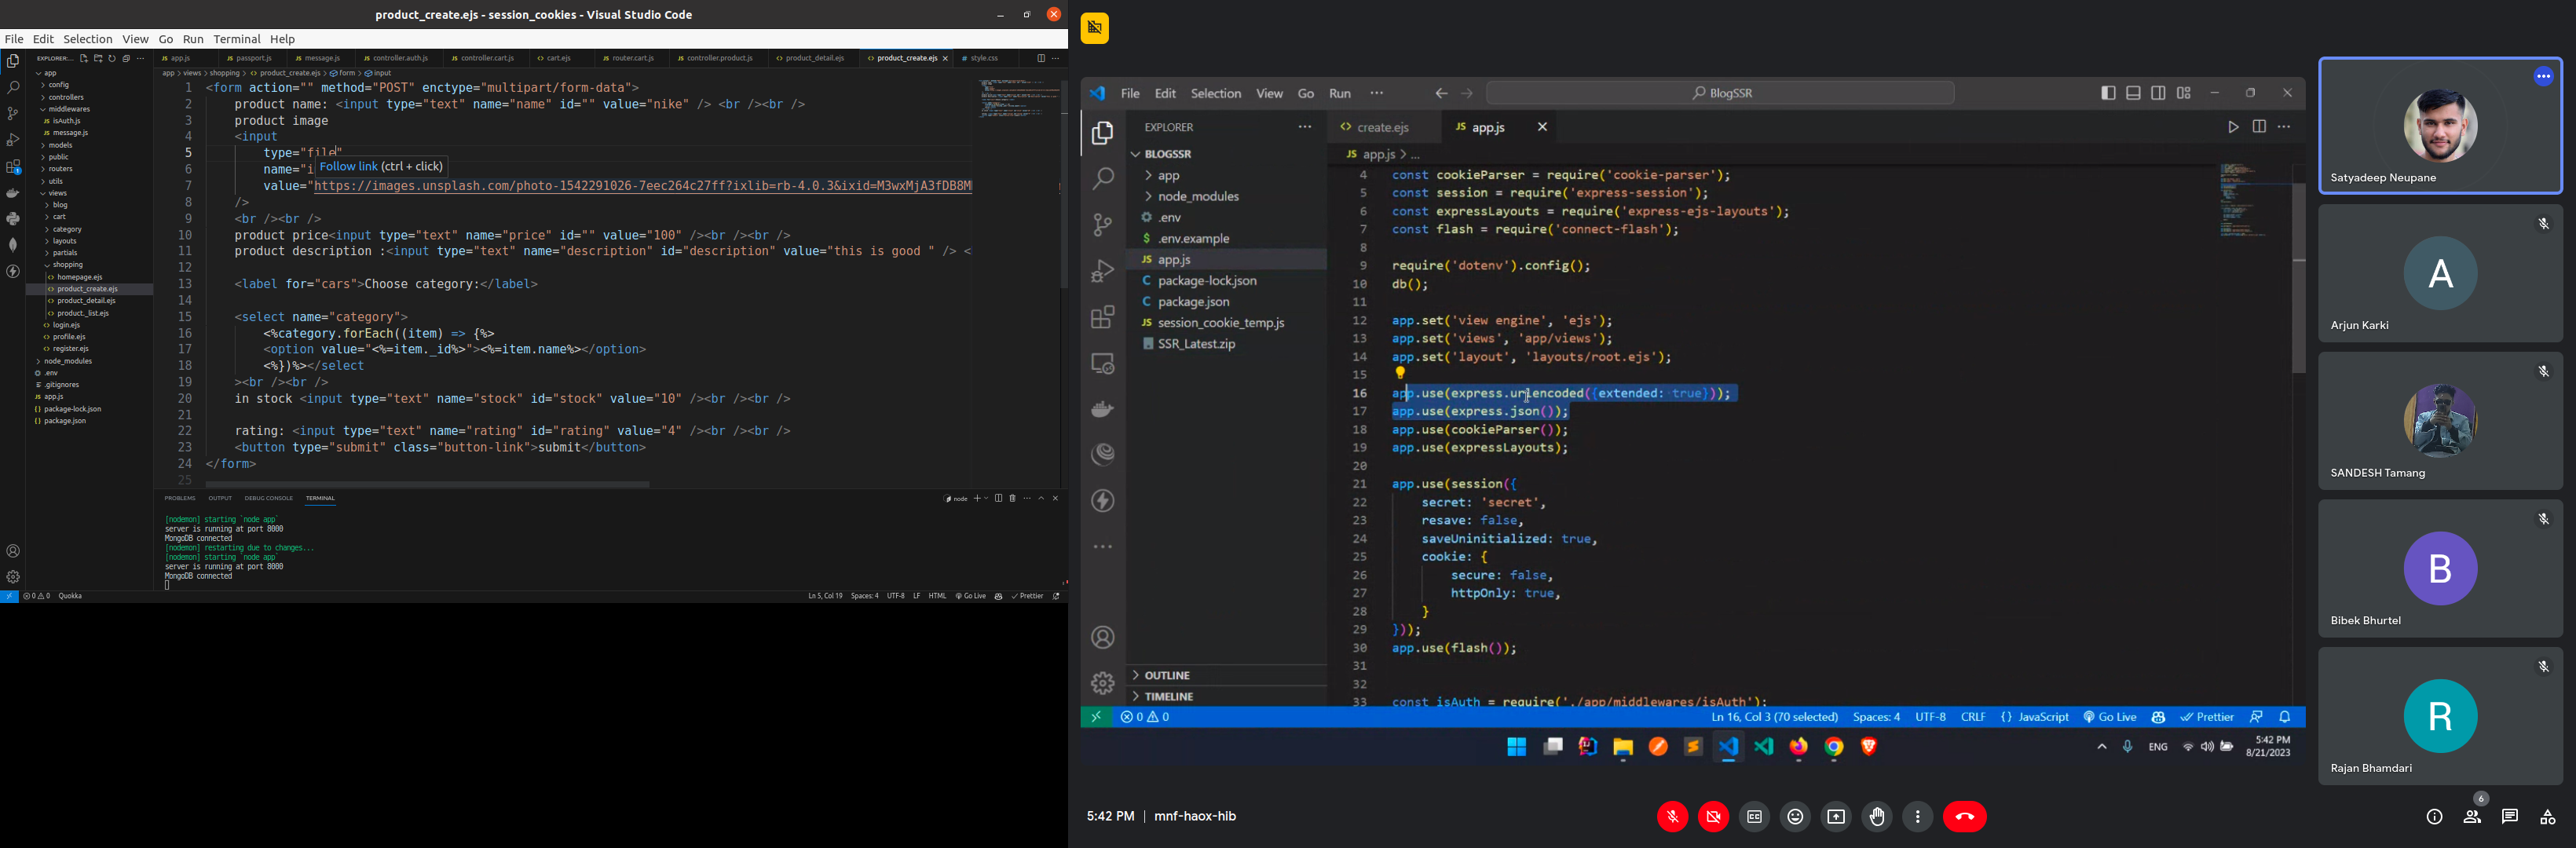 product_create.ejs - session_cookies - Visual Studio Code
File Edit Selection View Go Run Terminal Help
EXPLORER:...
app
config
controllers
middlewares
isAuth.js
message.js
models
public
routers
utils
views
blog
cart
category
layouts
partials
shopping
homepage.ejs
product_create.ejs
product_detail.ejs
product_list.ejs
login.ejs
profile.ejs
register.ejs
node_modules
.env
.gitignores
app.js
package-lock.json
package.json
app.js passport.js message.js controller.auth.js controller.cart.js cart.ejs router.cart.js controller.product.js product_detail.ejs product_create.ejs style.css
app > views > shopping > product_create.ejs > form > input
1 <form action="" method="POST" enctype="multipart/form-data">
2 product name: <input type="text" name="name" id="" value="nike" /> <br /><br />
3 product image
4 <input
5 type="file"
Follow link (ctrl + click)
6 name="i
7 value="https://images.unsplash.com/photo-1542291026-7eec264c27ff?ixlib=rb-4.0.3&ixid=M3wxMjA3fDB8M
8 />
9 <br /><br />
10 product price<input type="text" name="price" id="" value="100" /><br /><br />
11 product description :<input type="text" name="description" id="description" value="this is good " /> <
12
13 <label for="cars">Choose category:</label>
14
15 <select name="category">
16 <%category.forEach((item) => {%>
17 <option value="<%=item._id%>"><%=item.name%></option>
18 <%})%></select
19 ><br /><br />
20 in stock <input type="text" name="stock" id="stock" value="10" /><br /><br />
21
22 rating: <input type="text" name="rating" id="rating" value="4" /><br /><br />
23 <button type="submit" class="button-link">submit</button>
24 </form>
25
PROBLEMS OUTPUT DEBUG CONSOLE TERMINAL
node
[nodemon] starting `node app`
server is running at port 8000
MongoDB connected
[nodemon] restarting due to changes...
[nodemon] starting `node app`
server is running at port 8000
MongoDB connected
0 0 Quokka
Ln 5, Col 19 Spaces: 4 UTF-8 LF HTML Go Live Prettier
File Edit Selection View Go Run ...
BlogSSR
EXPLORER
BLOGSSR
app
node_modules
.env
.env.example
app.js
package-lock.json
package.json
session_cookie_temp.js
SSR_Latest.zip
OUTLINE
TIMELINE
create.ejs app.js
app.js > ...
4 const cookieParser = require('cookie-parser');
5 const session = require('express-session');
6 const expressLayouts = require('express-ejs-layouts');
7 const flash = require('connect-flash');
8
9 require('dotenv').config();
10 db();
11
12 app.set('view engine', 'ejs');
13 app.set('views', 'app/views');
14 app.set('layout', 'layouts/root.ejs');
15
16 app.use(express.urlencoded({extended: true}));
17 app.use(express.json());
18 app.use(cookieParser());
19 app.use(expressLayouts);
20
21 app.use(session({
22 secret: 'secret',
23 resave: false,
24 saveUninitialized: true,
25 cookie: {
26 secure: false,
27 httpOnly: true,
28 }
29 }));
30 app.use(flash());
31
32
33 const isAuth = require('./app/middlewares/isAuth');
0 0
Ln 16, Col 3 (70 selected) Spaces: 4 UTF-8 CRLF {} JavaScript Go Live Prettier
ENG
5:42 PM
8/21/2023
Satyadeep Neupane
A
Arjun Karki
SANDESH Tamang
B
Bibek Bhurtel
R
Rajan Bhamdari
5:42 PM | mnf-haox-hib
6